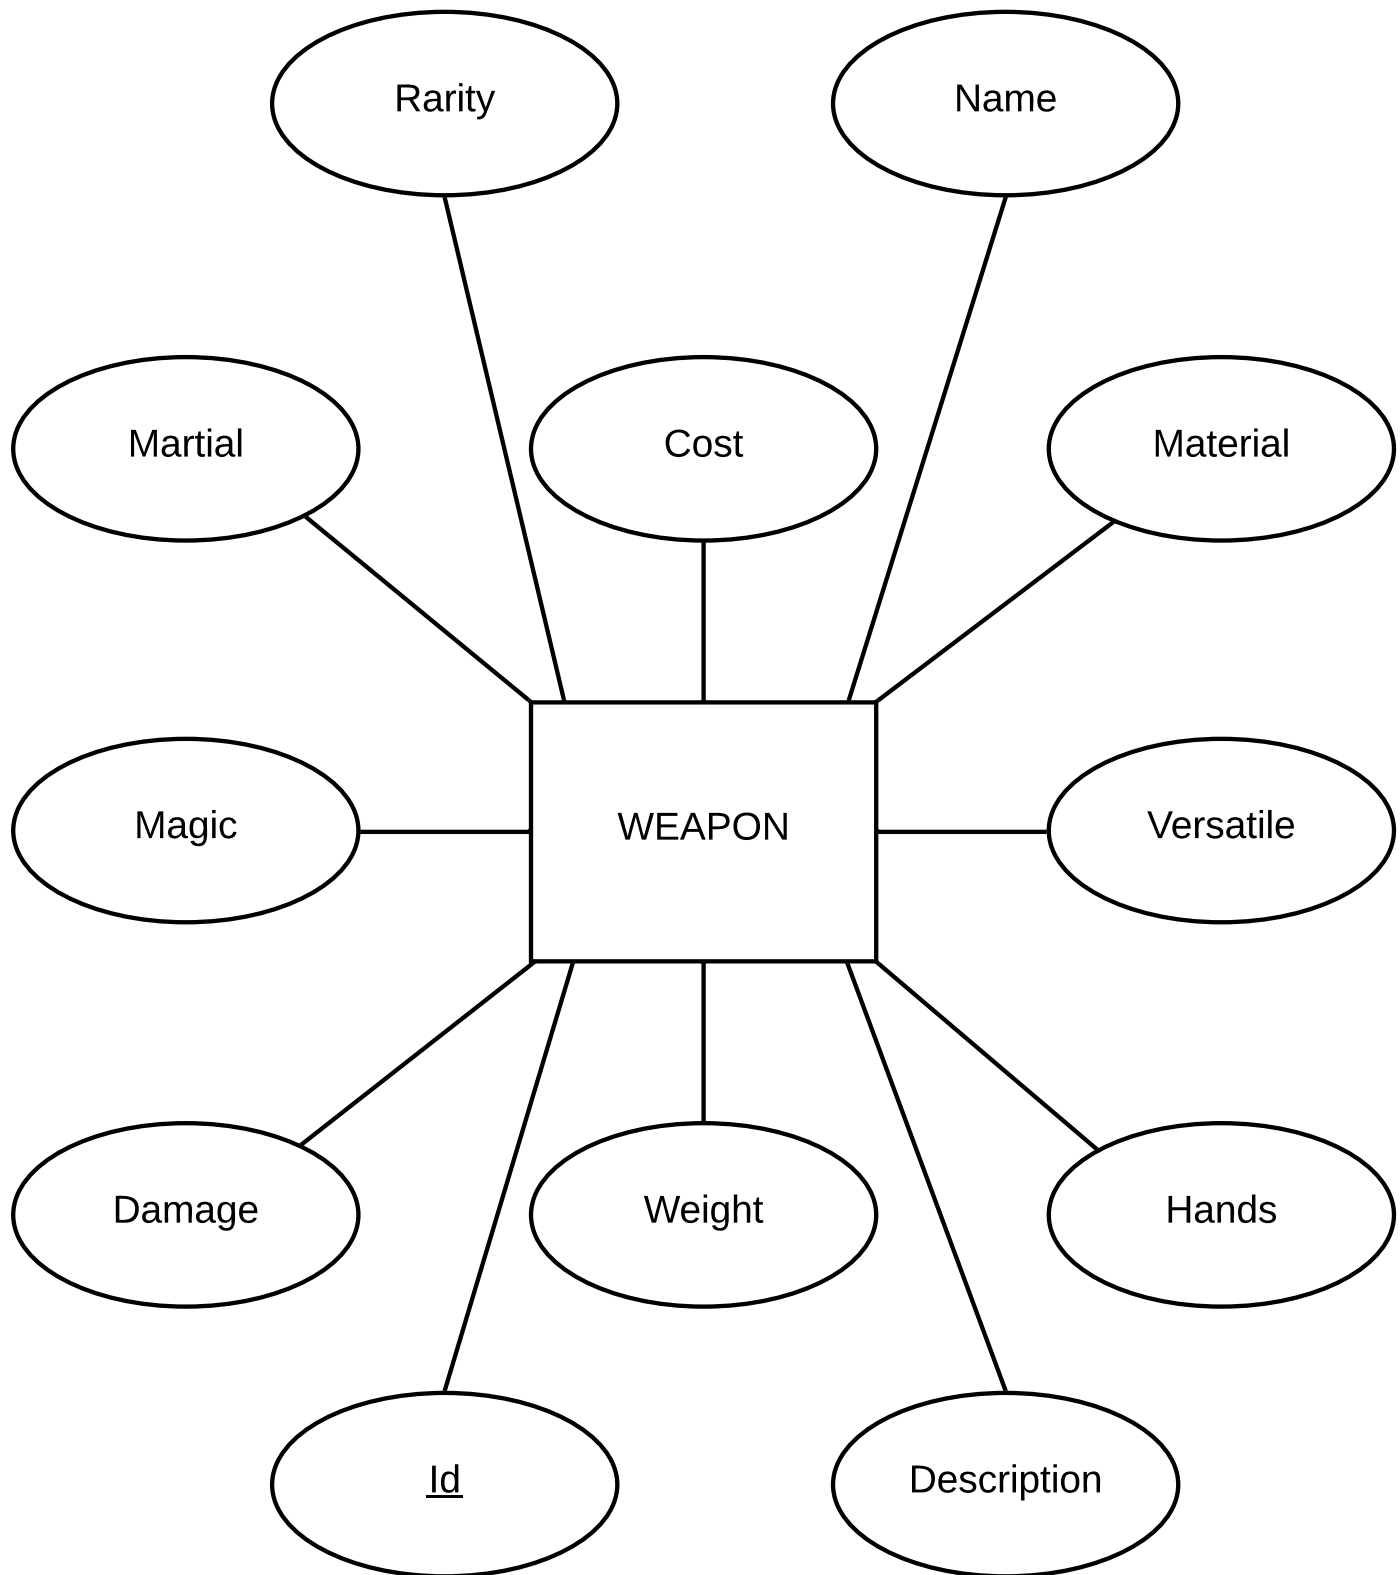 Rarity
Name
Martial
Cost
Material
Magic
WEAPON
Versatile
Damage
Weight
Hands
Id
Description